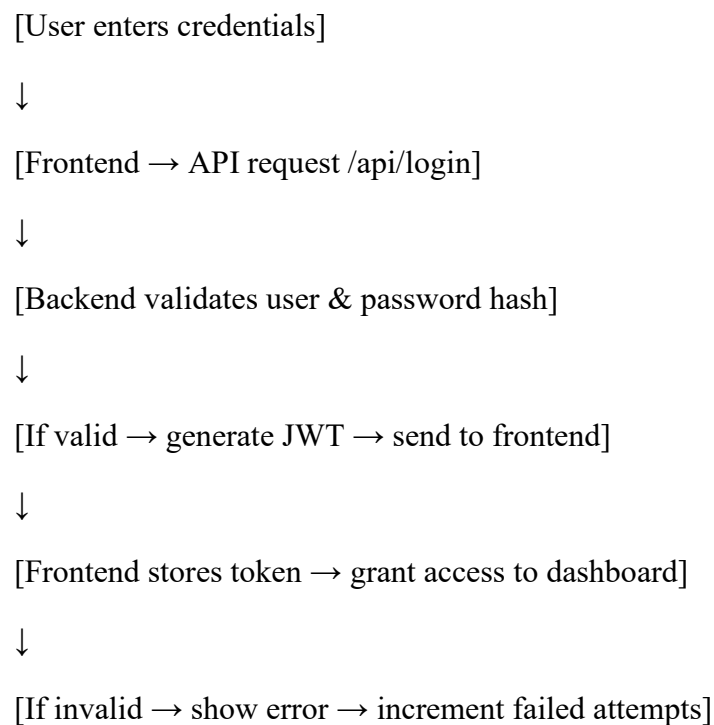 [User enters credentials]
↓
[Frontend → API request /api/login]
↓
[Backend validates user & password hash]
↓
[If valid → generate JWT → send to frontend]
↓
[Frontend stores token → grant access to dashboard]
↓
[If invalid → show error → increment failed attempts]